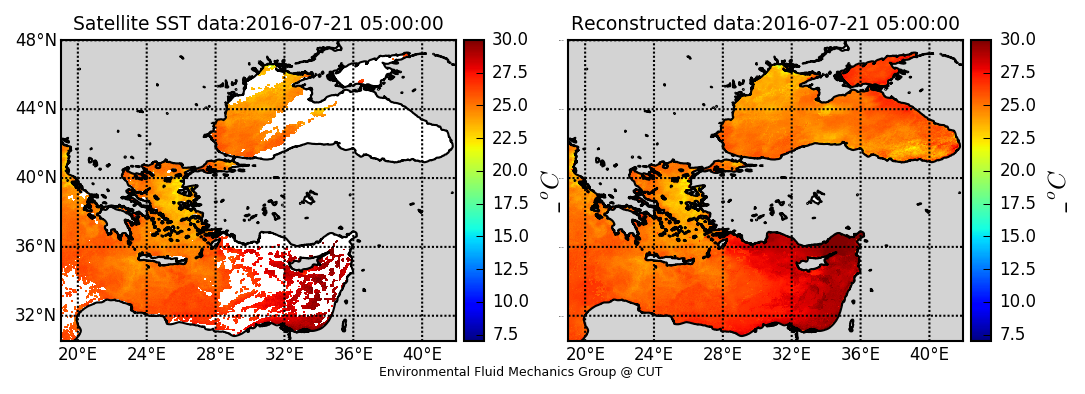 Satellite SST data:2016-07-21 05:00:00
48°N
44°N
40°N
36°N
32°N
20°E
24°E
28°E
32°E
36°E
40°E
30.0
27.5
25.0
22.5
20.0
17.5
15.0
12.5
10.0
7.5
_ °C
Reconstructed data:2016-07-21 05:00:00
20°E
24°E
28°E
32°E
36°E
40°E
30.0
27.5
25.0
22.5
20.0
17.5
15.0
12.5
10.0
7.5
_ °C
Environmental Fluid Mechanics Group @ CUT